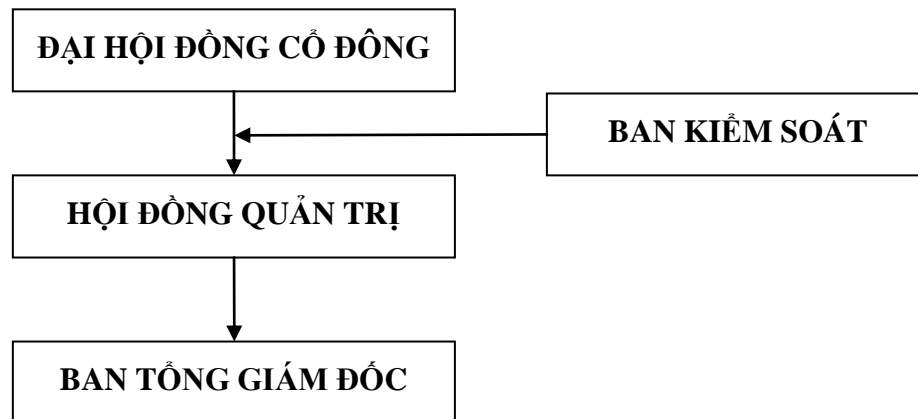 ĐẠI HỘI ĐỒNG CỔ ĐÔNG
BAN KIỂM SOÁT
HỘI ĐỒNG QUẢN TRỊ
BAN TỔNG GIÁM ĐỐC